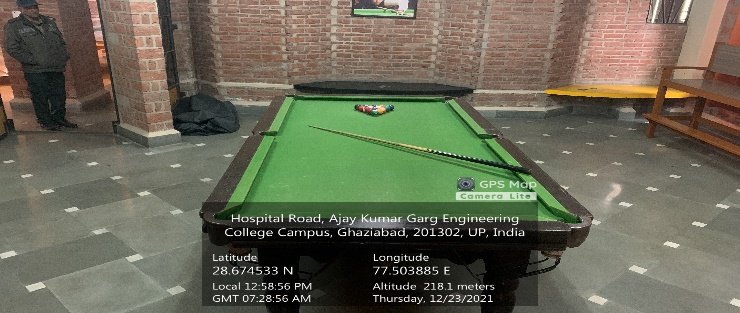 GPS Map
Camera Lite
Hospital Road, Ajay Kumar Garg Engineering
College Campus, Ghaziabad, 201302, UP, India
Latitude
28.674533 N
Longitude
77.503885 E
Local 12:58:56 PM
GMT 07:28:56 AM
Altitude 218.1 meters
Thursday, 12/23/2021